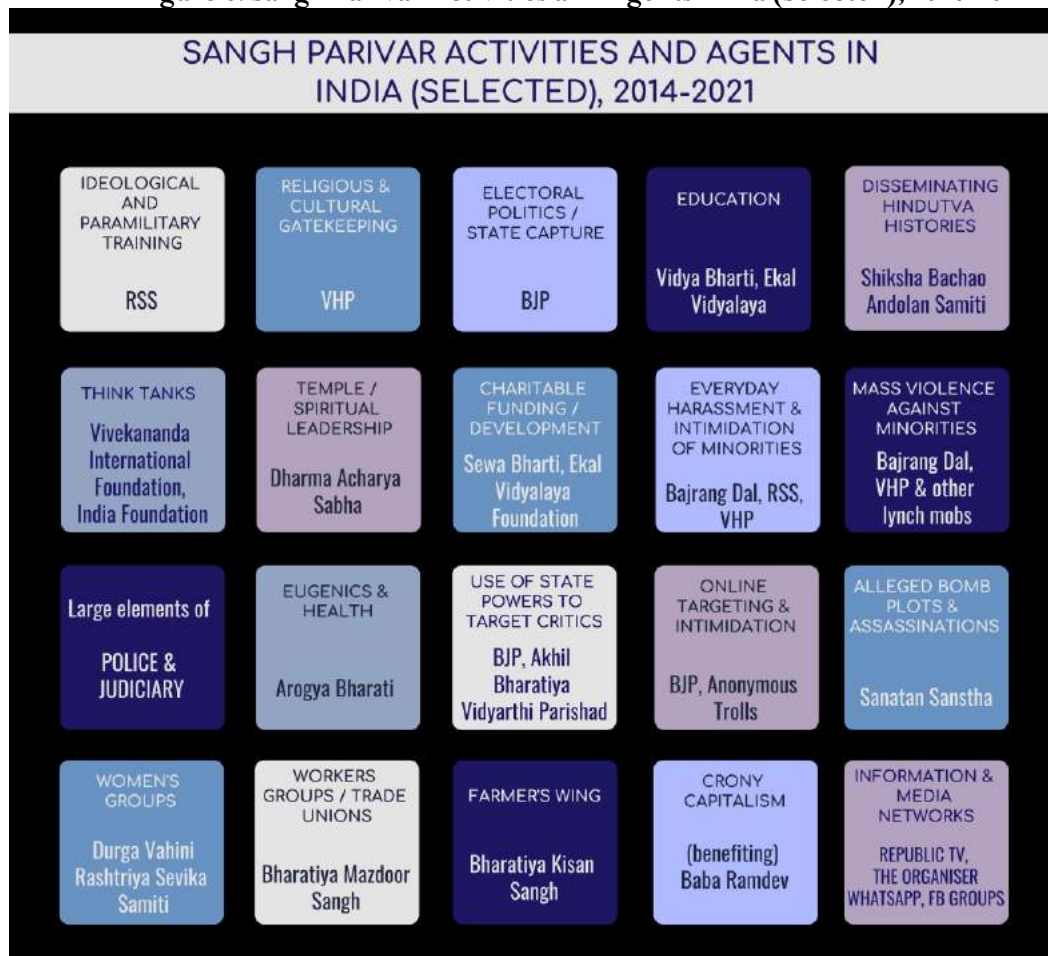 SANGH PARIVAR ACTIVITIES AND AGENTS IN
INDIA (SELECTED), 2014-2021
IDEOLOGICAL
AND
PARAMILITARY
TRAINING
RSS
RELIGIOUS &
CULTURAL
GATEKEEPING
VHP
ELECTORAL
POLITICS /
STATE CAPTURE
BJP
EDUCATION
Vidya Bharti, Ekal
Vidyalaya
DISSEMINATING
HINDUTVA
HISTORIES
Shiksha Bachao
Andolan Samiti
THINK TANKS
Vivekananda
International
Foundation,
India Foundation
TEMPLE /
SPIRITUAL
LEADERSHIP
Dharma Acharya
Sabha
CHARITABLE
FUNDING /
DEVELOPMENT
Sewa Bharti, Ekal
Vidyalaya
Foundation
EVERYDAY
HARASSMENT &
INTIMIDATION
OF MINORITIES
Bajrang Dal, RSS,
VHP
MASS VIOLENCE
AGAINST
MINORITIES
Bajrang Dal,
VHP & other
lynch mobs
Large elements of
POLICE &
JUDICIARY
EUGENICS &
HEALTH
Arogya Bharati
USE OF STATE
POWERS TO
TARGET CRITICS
BJP, Akhil
Bharatiya
Vidyarthi Parishad
ONLINE
TARGETING &
INTIMIDATION
BJP, Anonymous
Trolls
ALLEGED BOMB
PLOTS &
ASSASSINATIONS
Sanatan Sanstha
WOMEN'S
GROUPS
Durga Vahini
Rashtriya Sevika
Samiti
WORKERS
GROUPS / TRADE
UNIONS
Bharatiya Mazdoor
Sangh
FARMER'S WING
Bharatiya Kisan
Sangh
CRONY
CAPITALISM
(benefiting)
Baba Ramdev
INFORMATION &
MEDIA
NETWORKS
REPUBLIC TV,
THE ORGANISER
WHATSAPP, FB GROUPS